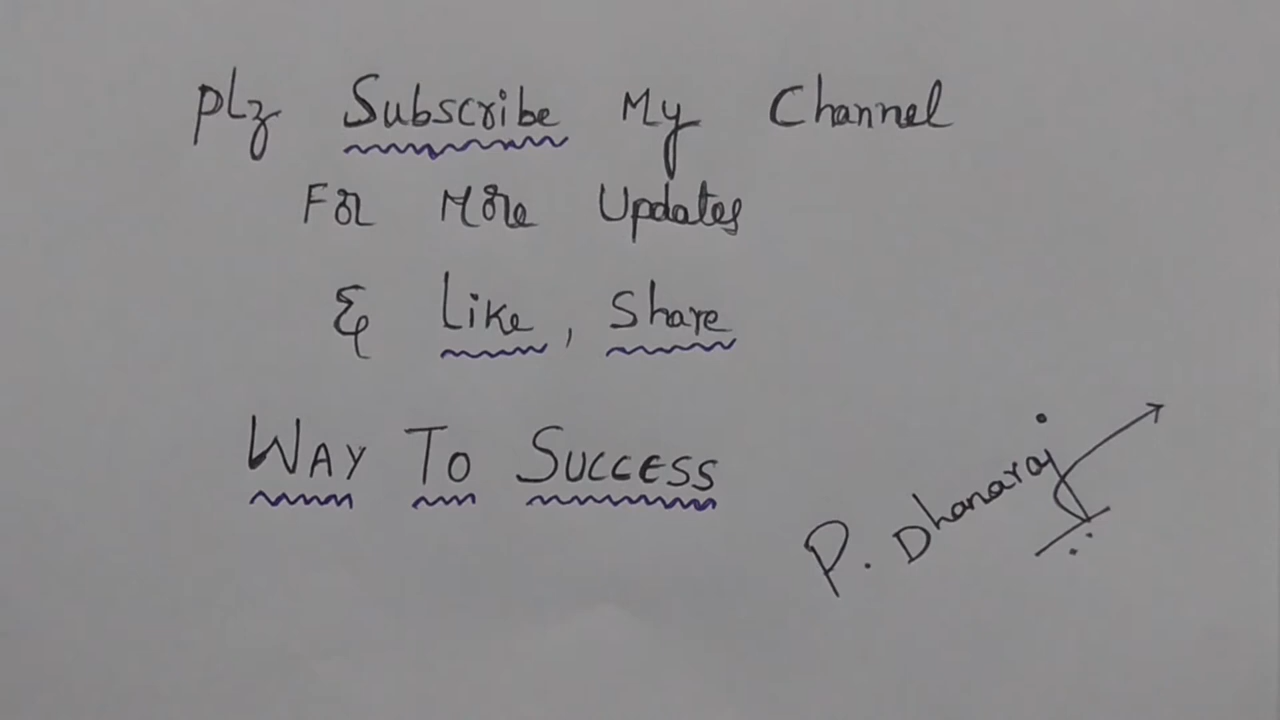 Plz Subscribe My Channel
For More Updates
& Like, Share
WAY TO SUCCESS
P. Dhanaraj